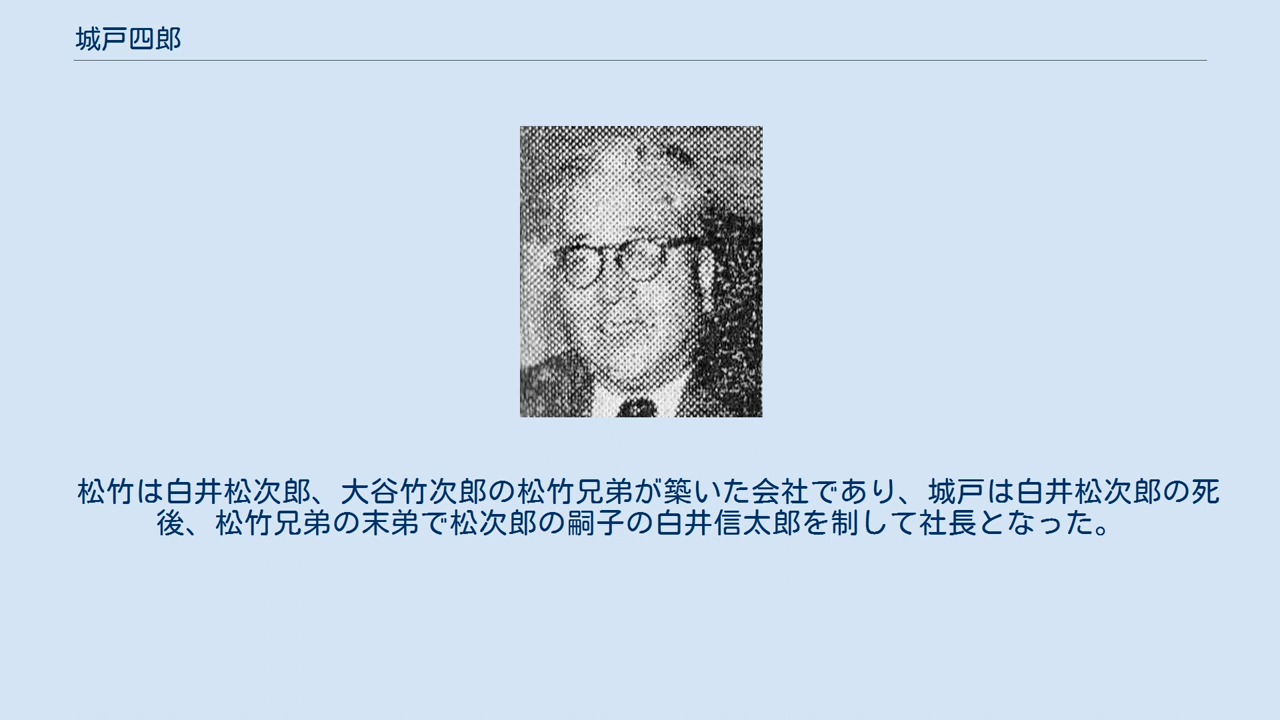 城戸四郎
松竹は白井松次郎、大谷竹次郎の松竹兄弟が築いた会社であり、城戸は白井松次郎の死
後、松竹兄弟の末弟で松次郎の嗣子の白井信太郎を制して社長となった。